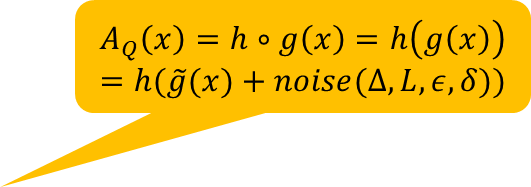 A_Q(x) = h ∘ g(x) = h(g(x))
= h(g̃(x) + noise(Δ, L, ϵ, δ))